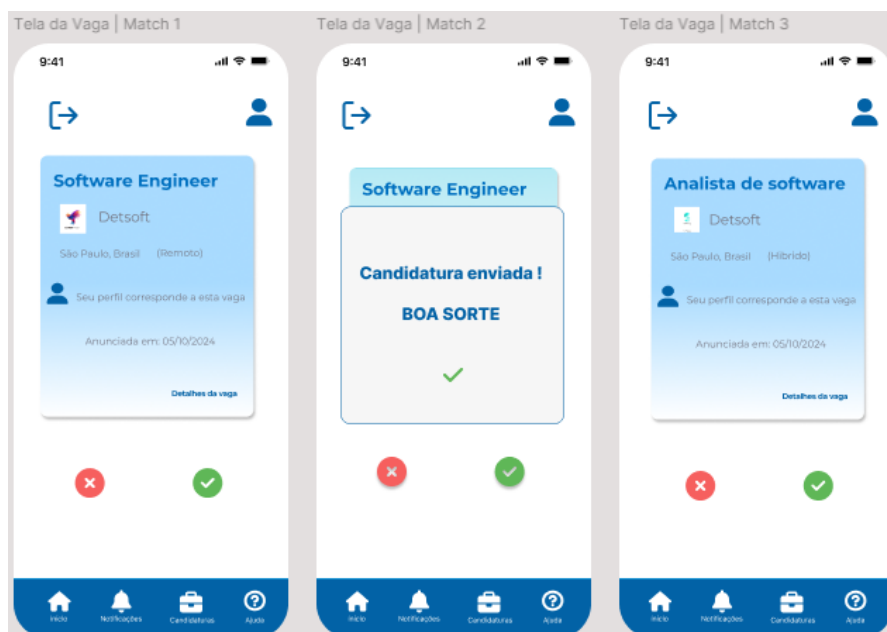 Tela da Vaga | Match 1
9:41
Software Engineer
Detsoft
São Paulo, Brasil (Remoto)
Seu perfil corresponde a esta vaga
Anunciada em: 05/10/2024
Detalhes da vaga
Início
Notificações
Candidaturas
Ajuda
Tela da Vaga | Match 2
9:41
Software Engineer
Candidatura enviada !
BOA SORTE
Início
Notificações
Candidaturas
Ajuda
Tela da Vaga | Match 3
9:41
Analista de software
Detsoft
São Paulo, Brasil (Híbrido)
Seu perfil corresponde a esta vaga
Anunciada em: 05/10/2024
Detalhes da vaga
Início
Notificações
Candidaturas
Ajuda